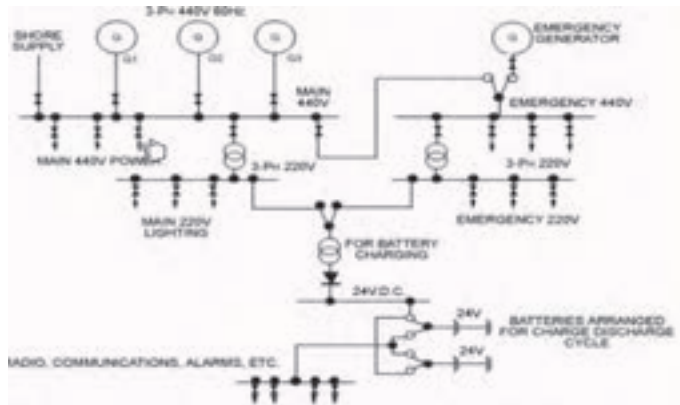 3-PH 440V 60Hz
SHORE
SUPPLY
G
G1
G
G2
G
G3
G
EMERGENCY
GENERATOR
MAIN
440V
EMERGENCY 440V
MAIN 440V POWER
3-PH 220V
3-PH 220V
MAIN 220V
LIGHTING
EMERGENCY 220V
FOR BATTERY
CHARGING
24V D.C.
24V
24V
BATTERIES ARRANGED
FOR CHARGE DISCHARGE
CYCLE
RADIO, COMMUNICATIONS, ALARMS, ETC.